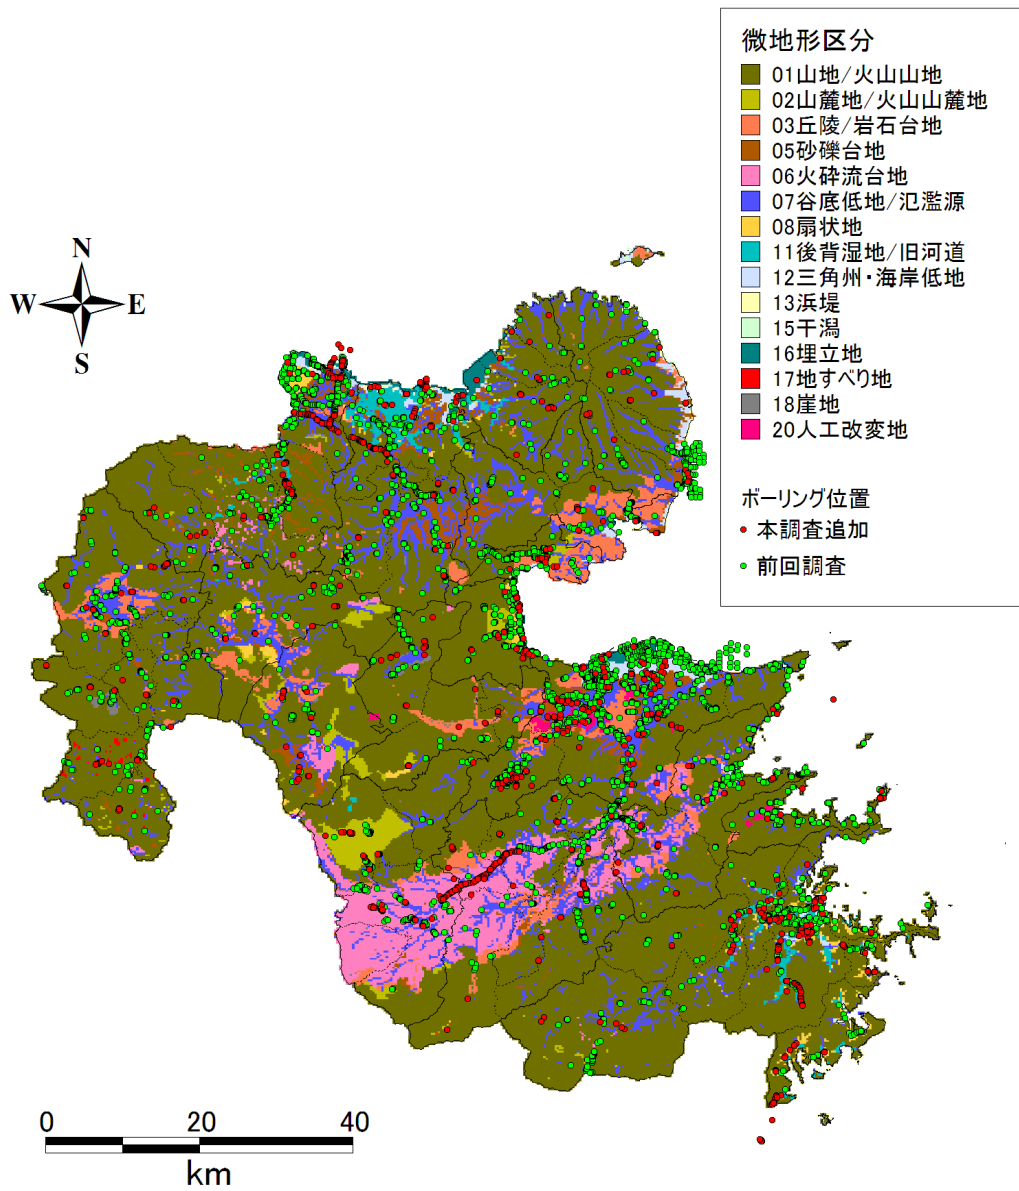 微地形区分
01山地/火山山地
02山麓地/火山山麓地
03丘陵/岩石台地
05砂礫台地
06火砕流台地
07谷底低地/氾濫源
08扇状地
11後背湿地/旧河道
12三角州・海岸低地
13浜堤
15干潟
16埋立地
17地すべり地
18崖地
20人工改変地
ボーリング位置
本調査追加
前回調査
N
W E
S
0 20 40
km